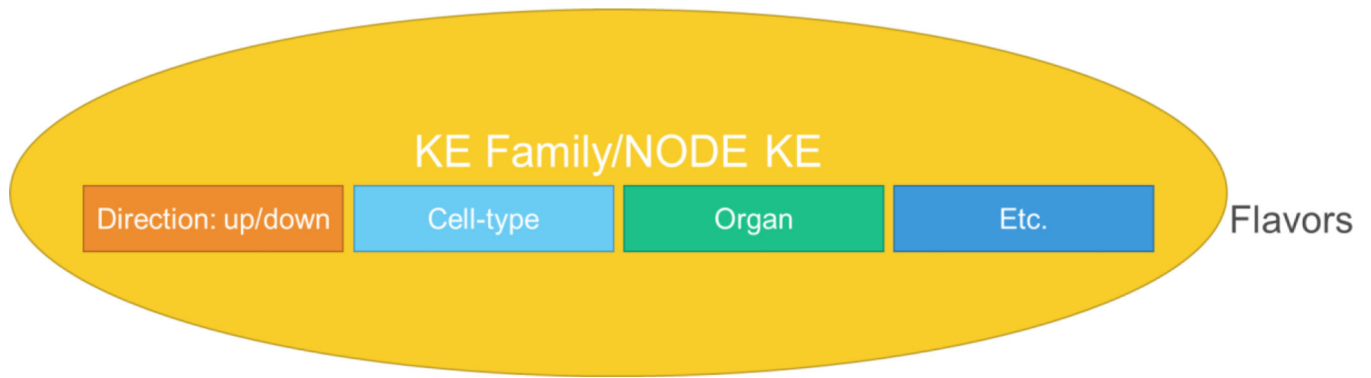 KE Family/NODE KE
Direction: up/down
Cell-type
Organ
Etc.
Flavors